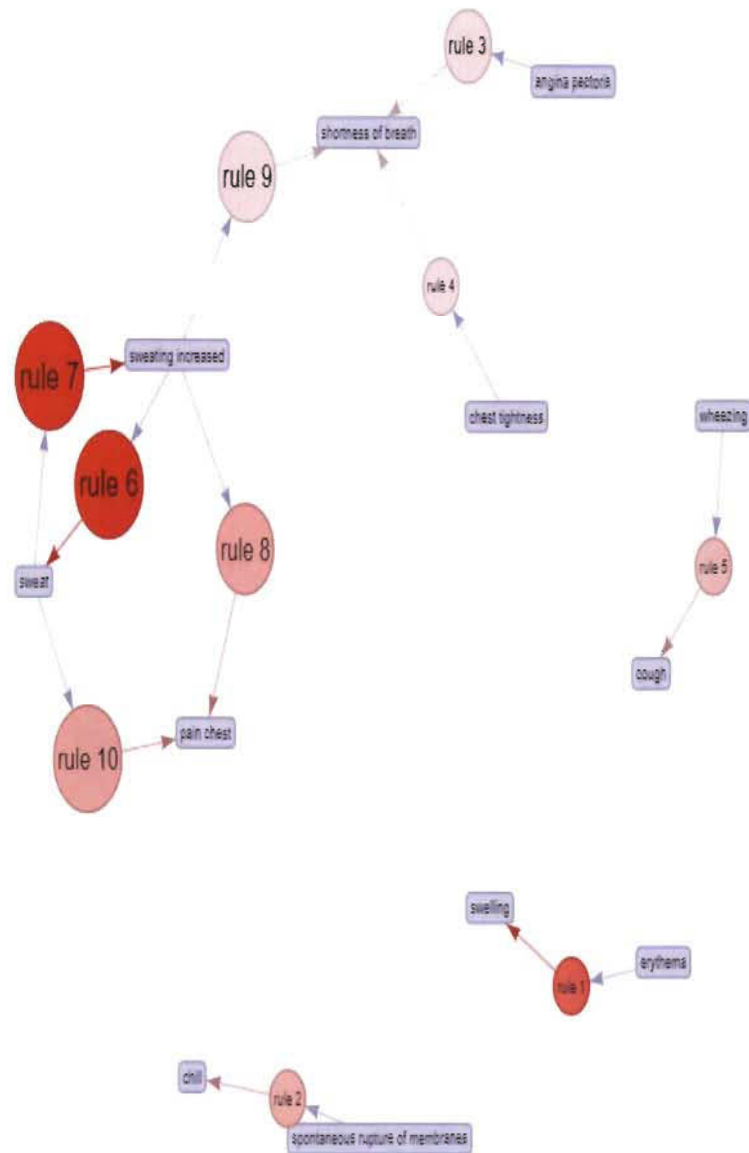 rule 3
angina pectoris
shortness of breath
rule 9
rule 4
sweating increased
rule 7
chest tightness
wheezing
rule 6
rule 8
rule 5
sweat
cough
pain chest
rule 10
swelling
erythema
rule 1
chill
rule 2
spontaneous rupture of membranes